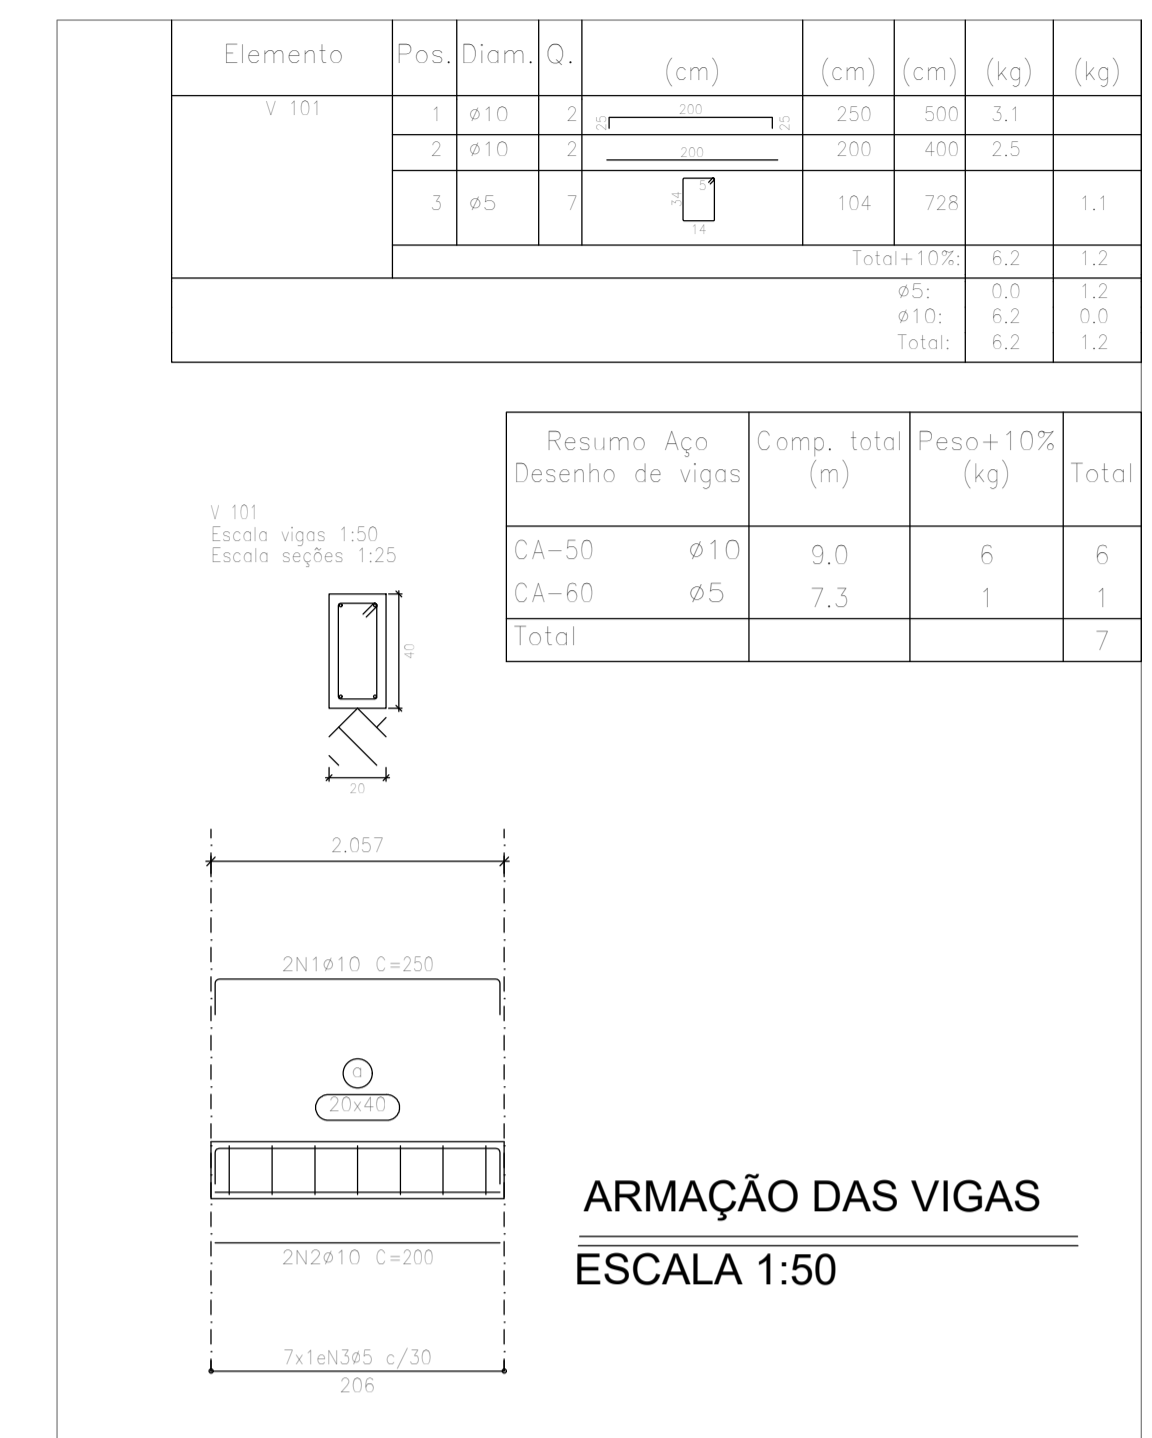 Elemento Pos. Diam. Q. (cm) (cm) (cm) (kg) (kg)
V 101 1 ø10 2 25 200 25 250 500 3.1
2 ø10 2 200 200 400 2.5
3 ø5 7 34 5 14 104 728 1.1
Total+10%: 6.2 1.2
ø5: 0.0 1.2
ø10: 6.2 0.0
Total: 6.2 1.2
Resumo Aço Comp. total Peso+10%
Desenho de vigas (m) (kg) Total
CA-50 ø10 9.0 6 6
CA-60 ø5 7.3 1 1
Total 7
V 101
Escala vigas 1:50
Escala seções 1:25
40
20
2.057
2N1ø10 C=250
a
20x40
2N2ø10 C=200
7x1eN3ø5 c/30
206
ARMAÇÃO DAS VIGAS
ESCALA 1:50